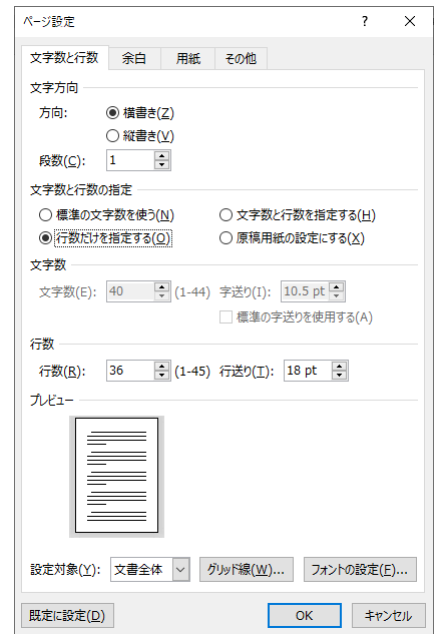 ページ設定 ? ×
文字数と行数 余白 用紙 その他
文字方向
方向: 横書き(Z)
縦書き(V)
段数(C): 1
文字数と行数の指定
標準の文字数を使う(N) 文字数と行数を指定する(H)
行数だけを指定する(O) 原稿用紙の設定にする(X)
文字数
文字数(E): 40 (1-44) 字送り(I): 10.5 pt
標準の字送りを使用する(A)
行数
行数(R): 36 (1-45) 行送り(T): 18 pt
プレビュー
設定対象(Y): 文書全体 グリッド線(W)... フォントの設定(F)...
既定に設定(D) OK キャンセル